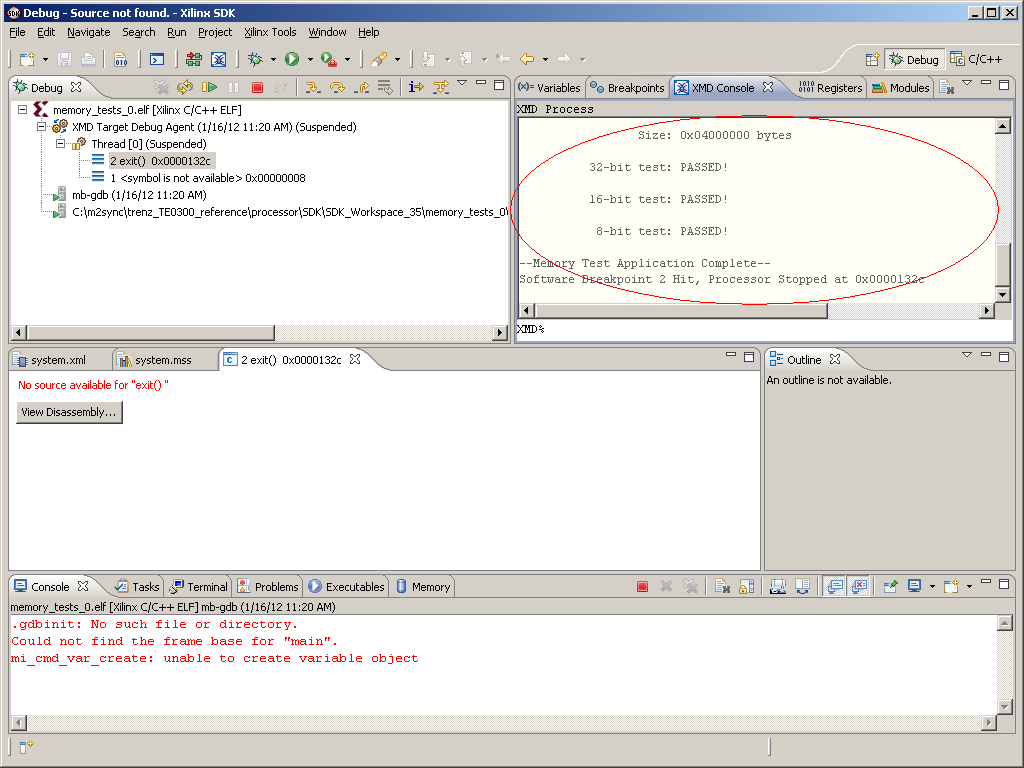 Debug - Source not found. - Xilinx SDK
File Edit Navigate Search Run Project Xilinx Tools Window Help
Debug C/C++
Debug
memory_tests_0.elf [Xilinx C/C++ ELF]
XMD Target Debug Agent (1/16/12 11:20 AM) (Suspended)
Thread [0] (Suspended)
2 exit() 0x0000132c
1 <symbol is not available> 0x00000008
mb-gdb (1/16/12 11:20 AM)
C:\m2sync\trenz_TE0300_reference\processor\SDK\SDK_Workspace_35\memory_tests_0\
(x)= Variables Breakpoints XMD Console Registers Modules
XMD Process
Size: 0x04000000 bytes
32-bit test: PASSED!
16-bit test: PASSED!
8-bit test: PASSED!
--Memory Test Application Complete--
Software Breakpoint 2 Hit, Processor Stopped at 0x0000132c
XMD%
system.xml system.mss 2 exit() 0x0000132c
No source available for "exit() "
View Disassembly...
Outline
An outline is not available.
Console Tasks Terminal Problems Executables Memory
memory_tests_0.elf [Xilinx C/C++ ELF] mb-gdb (1/16/12 11:20 AM)
.gdbinit: No such file or directory.
Could not find the frame base for "main".
mi_cmd_var_create: unable to create variable object